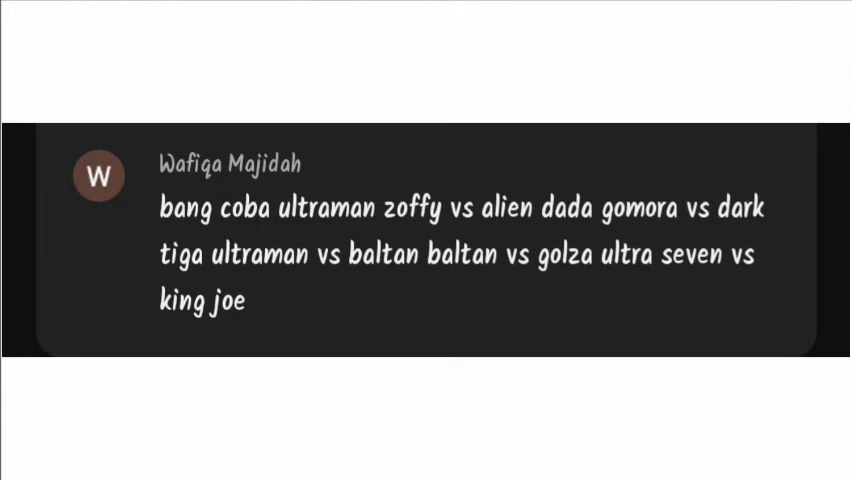 W
Wafiqa Majidah
bang coba ultraman zoffy vs alien dada gomora vs dark
tiga ultraman vs baltan baltan vs golza ultra seven vs
king joe